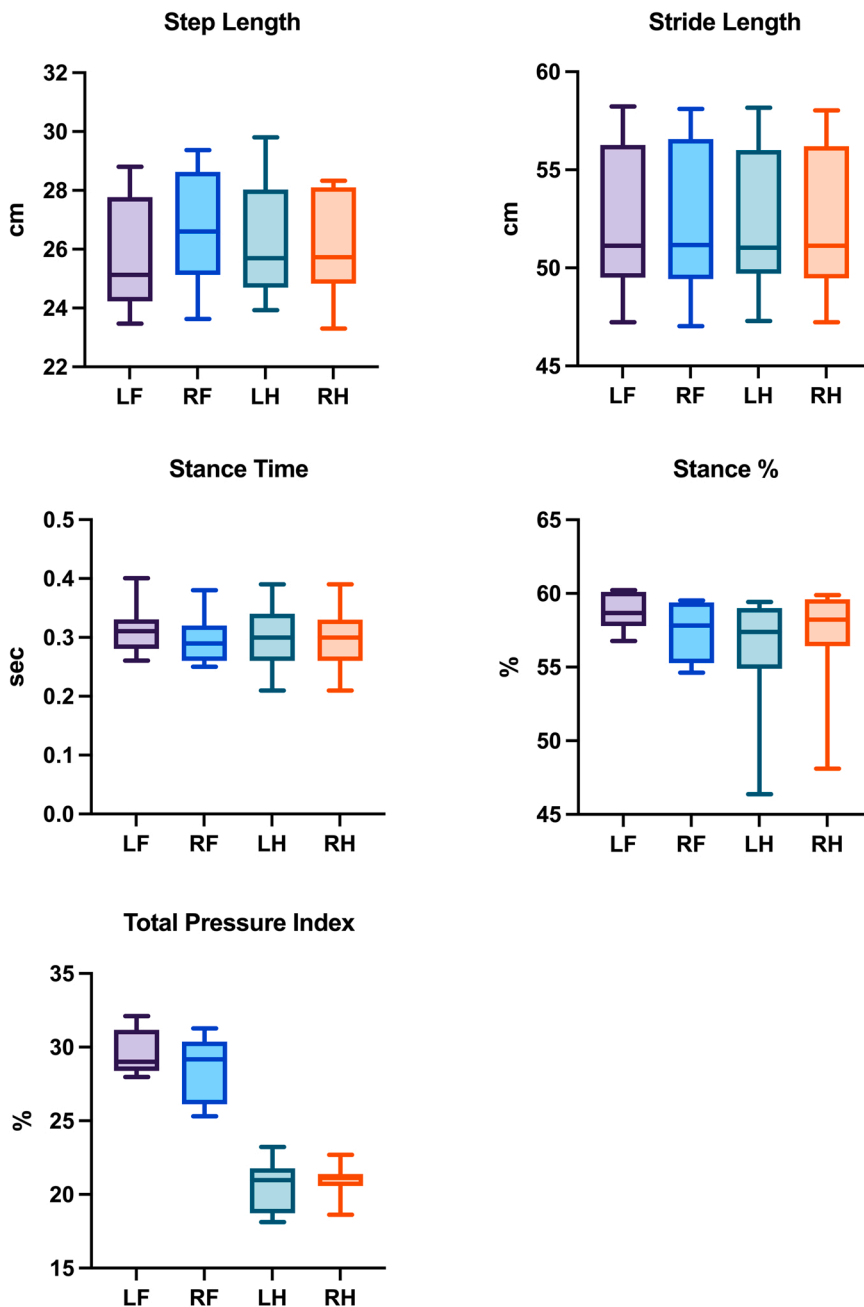 Step Length
32
30
28
26
24
22
cm
LF RF LH RH
Stride Length
60
55
50
45
cm
LF RF LH RH
Stance Time
0.5
0.4
0.3
0.2
0.1
0.0
sec
LF RF LH RH
Stance %
65
60
55
50
45
%
LF RF LH RH
Total Pressure Index
35
30
25
20
15
%
LF RF LH RH